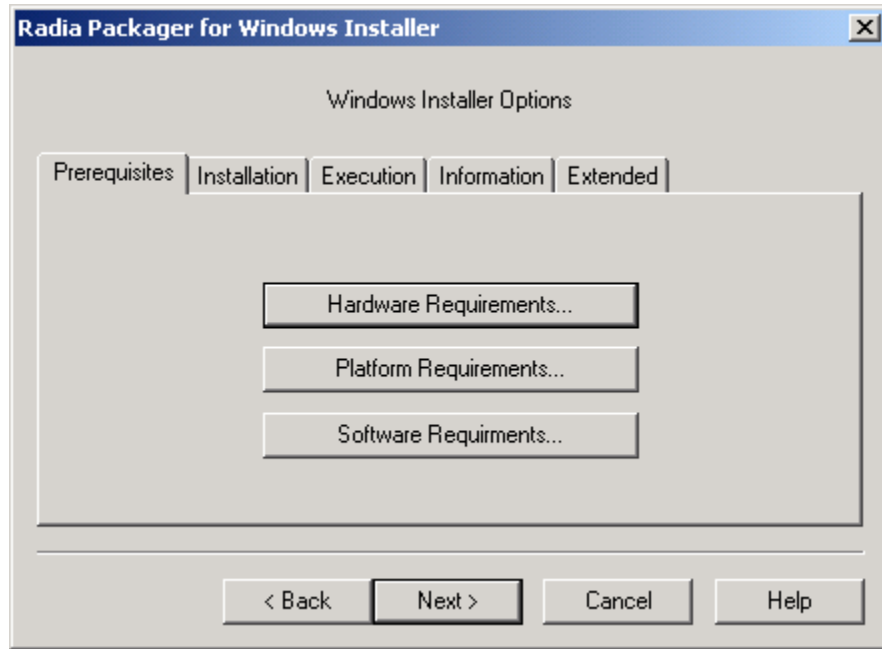 Radia Packager for Windows Installer
Windows Installer Options
Prerequisites Installation Execution Information Extended
Hardware Requirements...
Platform Requirements...
Software Requirments...
< Back Next > Cancel Help